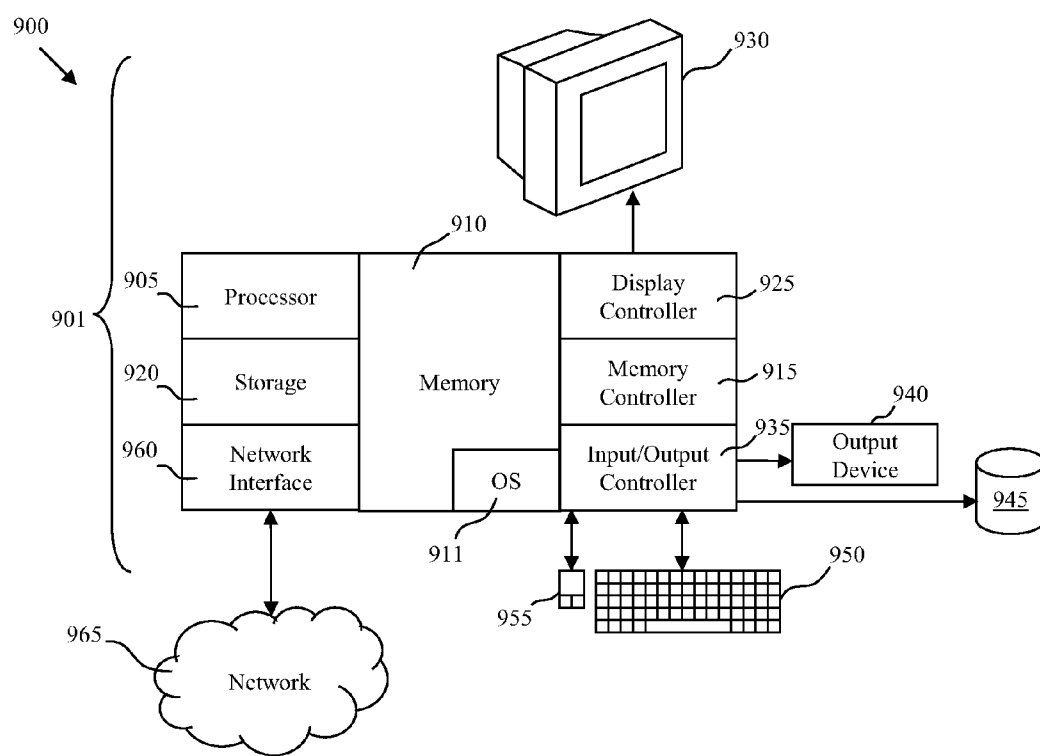 900
930
910
905
Processor
Display
Controller
925
901
920
Storage
Memory
Memory
Controller
915
940
960
Network
Interface
OS
Input/Output
Controller
935
Output
Device
945
911
955
950
965
Network